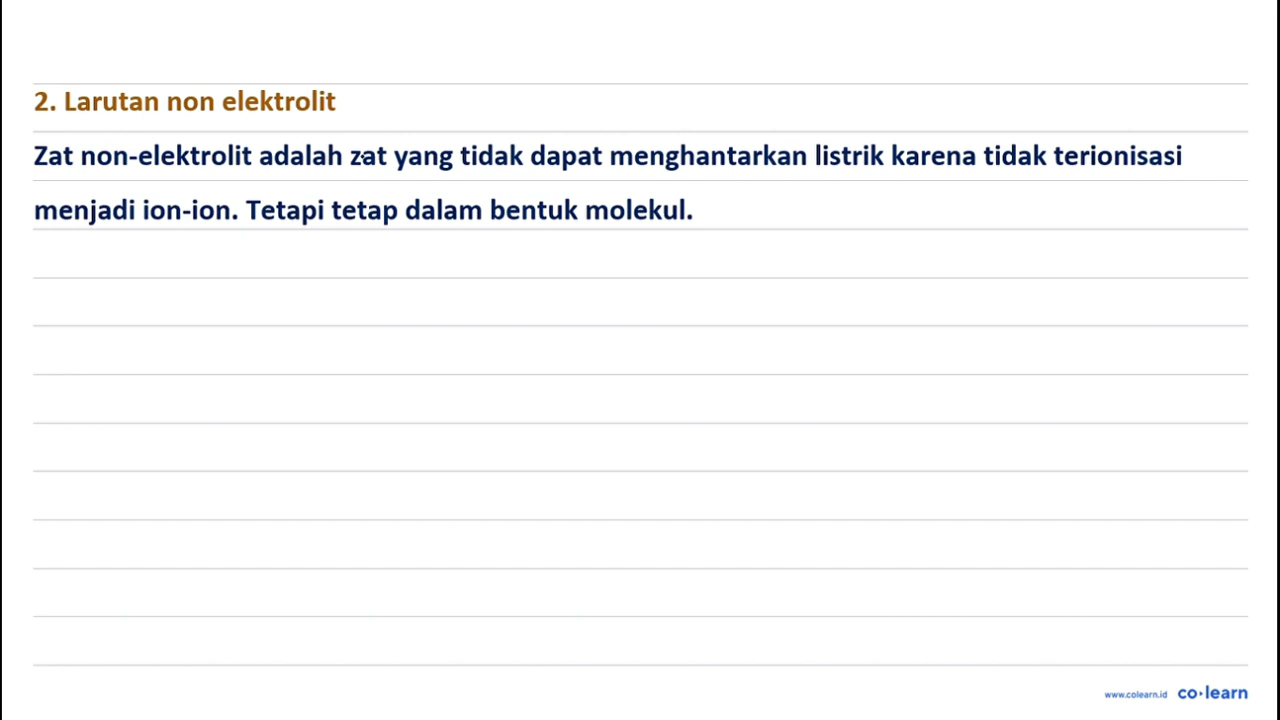 2. Larutan non elektrolit
Zat non-elektrolit adalah zat yang tidak dapat menghantarkan listrik karena tidak terionisasi
menjadi ion-ion. Tetapi tetap dalam bentuk molekul.
www.colearn.id co·learn